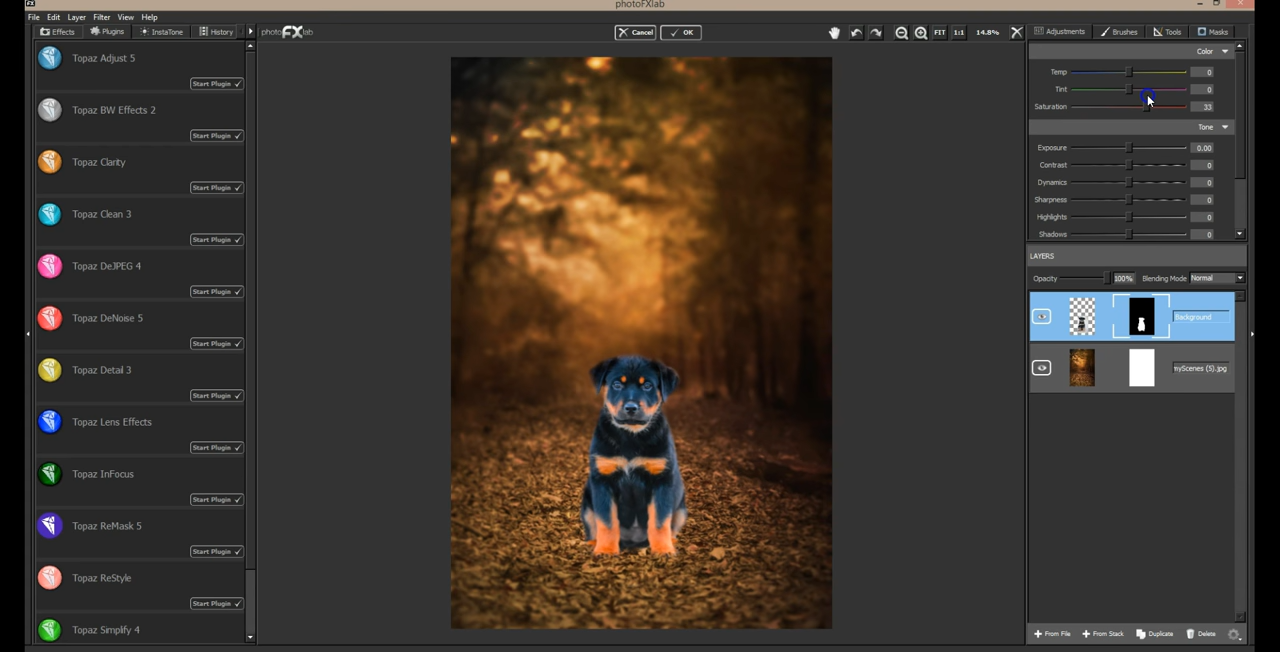 FX
photoFXlab
File Edit Layer Filter View Help
Effects Plugins InstaTone History
photoFXlab
Cancel OK
FIT 1:1 14.8%
Adjustments Brushes Tools Masks
Topaz Adjust 5
Start Plugin
Topaz BW Effects 2
Start Plugin
Topaz Clarity
Start Plugin
Topaz Clean 3
Start Plugin
Topaz DeJPEG 4
Start Plugin
Topaz DeNoise 5
Start Plugin
Topaz Detail 3
Start Plugin
Topaz Lens Effects
Start Plugin
Topaz InFocus
Start Plugin
Topaz ReMask 5
Start Plugin
Topaz ReStyle
Start Plugin
Topaz Simplify 4
Color
Temp 0
Tint 0
Saturation 33
Tone
Exposure 0.00
Contrast 0
Dynamics 0
Sharpness 0
Highlights 0
Shadows 0
LAYERS
Opacity 100% Blending Mode Normal
Background
myScenes (5).jpg
From File From Stack Duplicate Delete